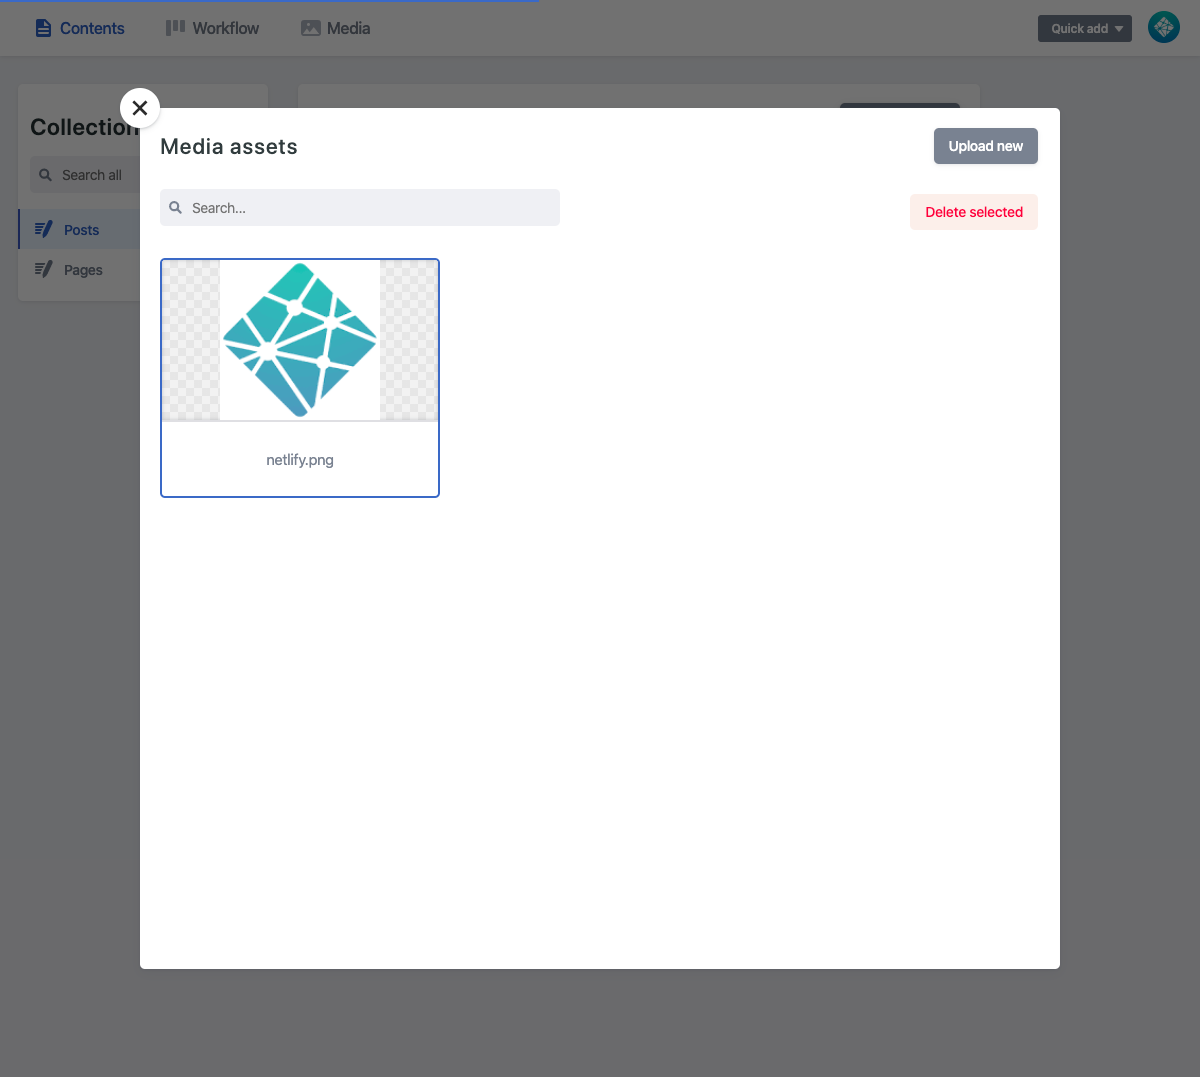 Contents
Workflow
Media
Quick add
Collection
Search all
Posts
Pages
Media assets
Upload new
Search...
Delete selected
netlify.png